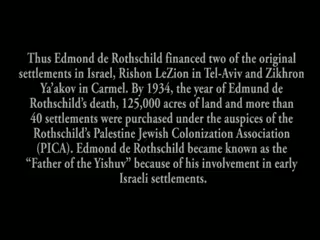 Thus Edmond de Rothschild financed two of the original
settlements in Israel, Rishon LeZion in Tel-Aviv and Zikhron
Ya'akov in Carmel. By 1934, the year of Edmund de
Rothschild's death, 125,000 acres of land and more than
40 settlements were purchased under the auspices of the
Rothschild's Palestine Jewish Colonization Association
(PICA). Edmond de Rothschild became known as the
“Father of the Yishuv” because of his involvement in early
Israeli settlements.